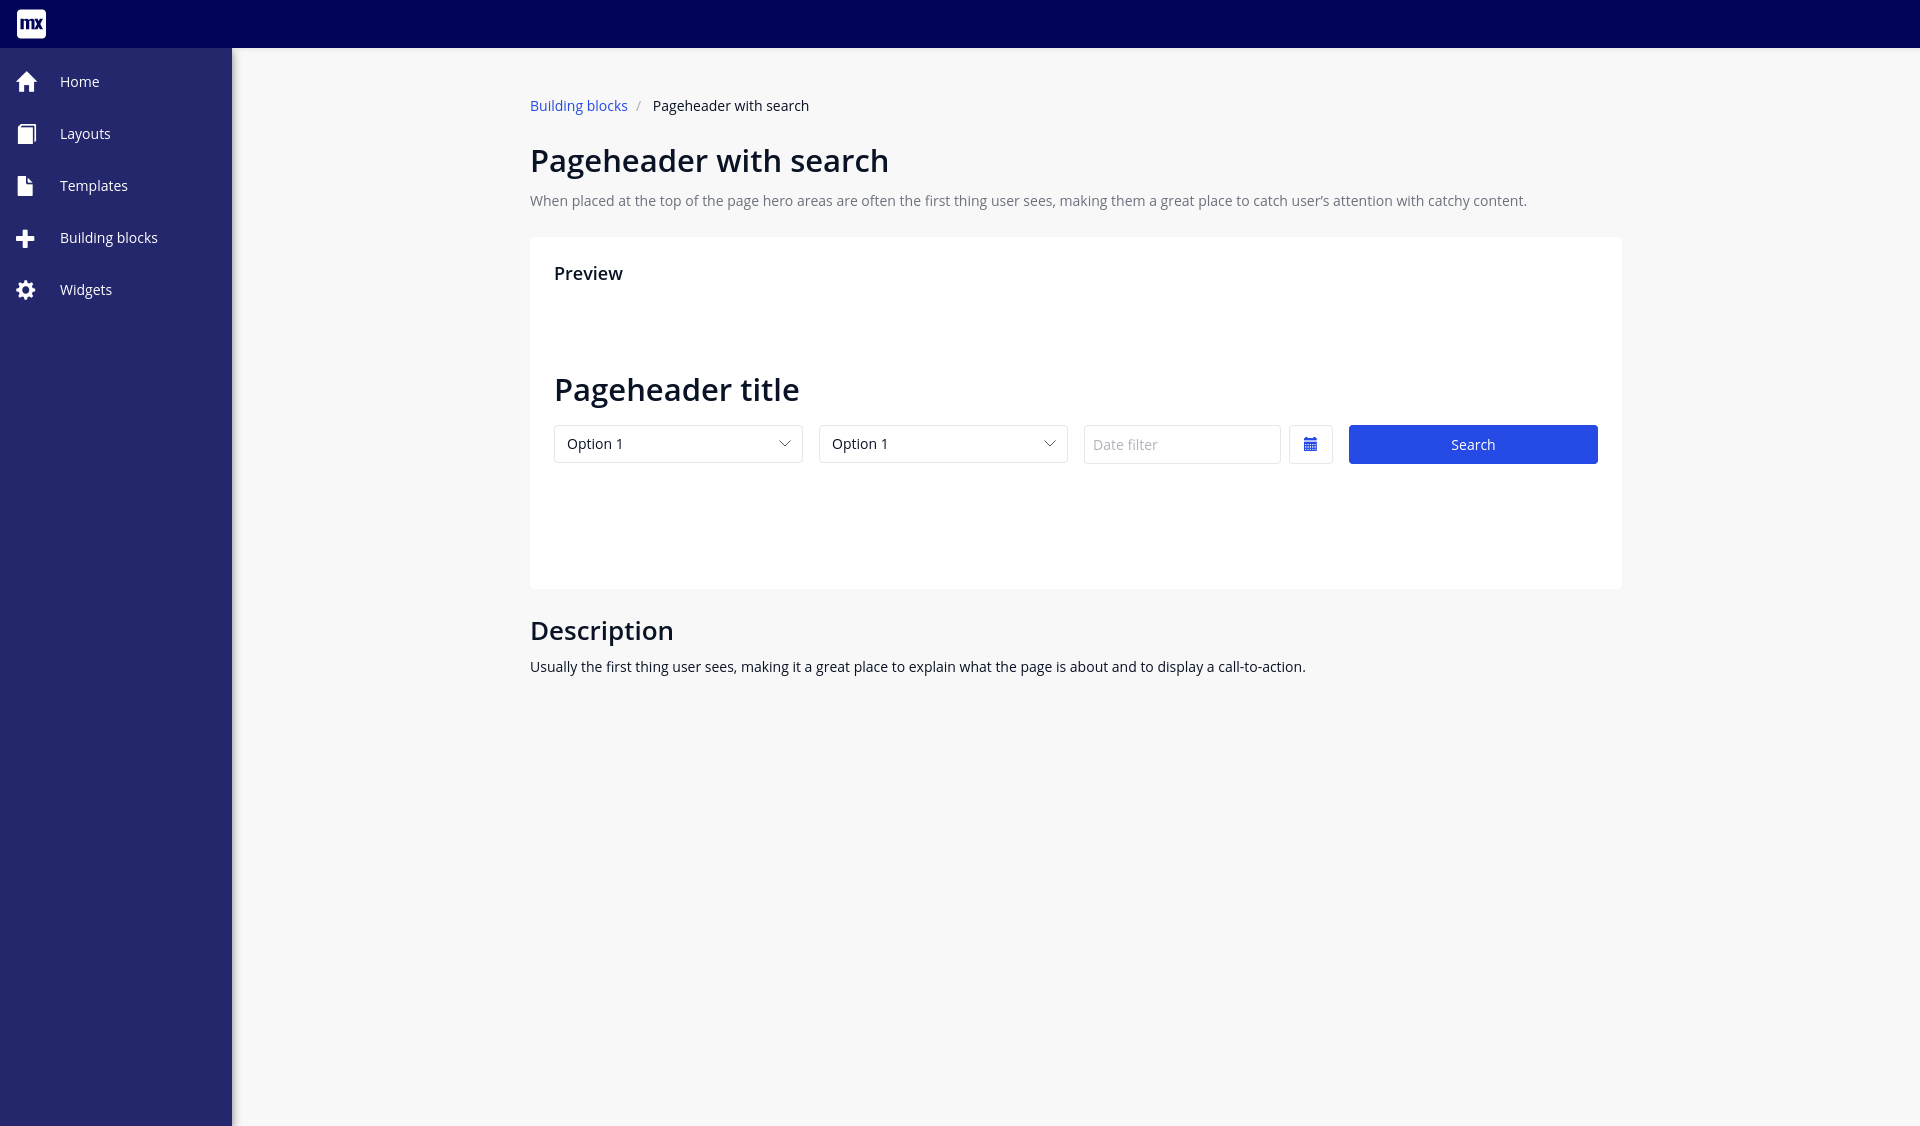 mx
Home
Layouts
Templates
Building blocks
Widgets
Building blocks / Pageheader with search
Pageheader with search
When placed at the top of the page hero areas are often the first thing user sees, making them a great place to catch user's attention with catchy content.
Preview
Pageheader title
Option 1 Option 1 Date filter Search
Description
Usually the first thing user sees, making it a great place to explain what the page is about and to display a call-to-action.